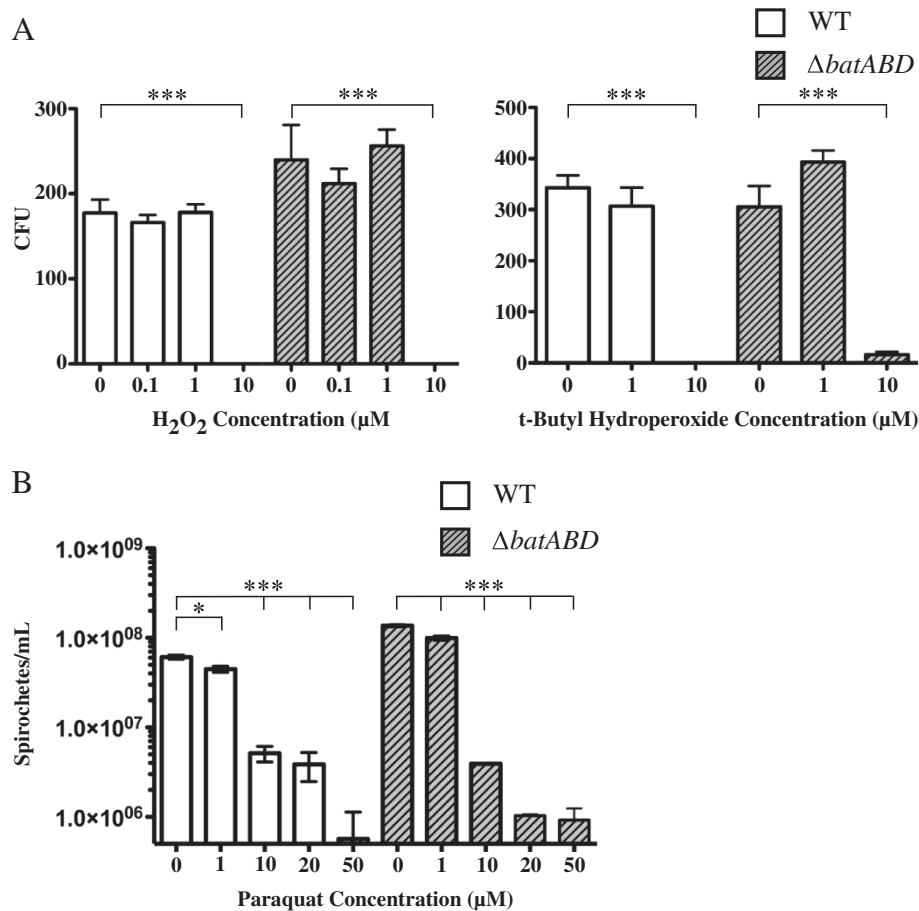 A
WT
ΔbatABD
*** ***
*** ***
300
200
100
0
CFU
0 0.1 1 10 0 0.1 1 10
H2O2 Concentration (µM
500
400
300
200
100
0
0 1 10 0 1 10
t-Butyl Hydroperoxide Concentration (µM)
B
WT
ΔbatABD
*** ***
*
1.0×10^09
1.0×10^08
1.0×10^07
1.0×10^06
Spirochetes/mL
0 1 10 20 50 0 1 10 20 50
Paraquat Concentration (µM)